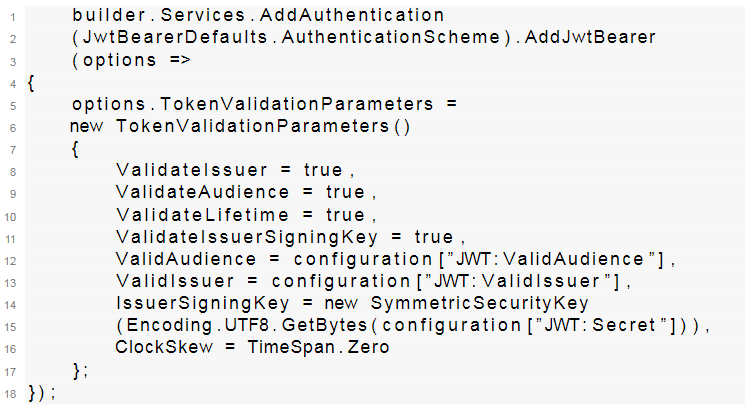 1 builder.Services.AddAuthentication
2 (JwtBearerDefaults.AuthenticationScheme).AddJwtBearer
3 (options =>
4 {
5 options.TokenValidationParameters =
6 new TokenValidationParameters()
7 {
8 ValidateIssuer = true,
9 ValidateAudience = true,
10 ValidateLifetime = true,
11 ValidateIssuerSigningKey = true,
12 ValidAudience = configuration[”JWT:ValidAudience”],
13 ValidIssuer = configuration[”JWT:ValidIssuer”],
14 IssuerSigningKey = new SymmetricSecurityKey
15 (Encoding.UTF8.GetBytes(configuration[”JWT:Secret”])),
16 ClockSkew = TimeSpan.Zero
17 };
18 });